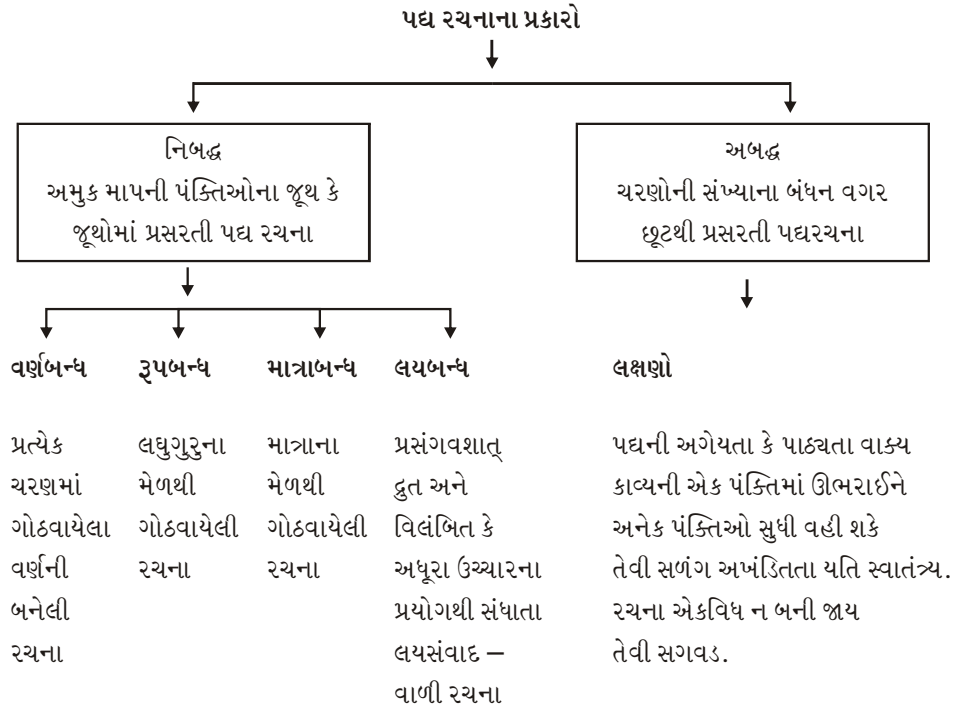 પદ્ય રચનાના પ્રકારો
નિબદ્ધ
અમુક માપની પંક્તિઓના જૂથ કે
જૂથોમાં પ્રસરતી પદ્ય રચના
અબદ્ધ
ચરણોની સંખ્યાના બંધન વગર
છૂટથી પ્રસરતી પદ્યરચના
વર્ણબન્ધ
પ્રત્યેક
ચરણમાં
ગોઠવાયેલા
વર્ણની
બનેલી
રચના
રૂપબન્ધ
લઘુગુરુના
મેળથી
ગોઠવાયેલી
રચના
માત્રાબન્ધ
માત્રાના
મેળથી
ગોઠવાયેલી
રચના
લયબન્ધ
પ્રસંગવશાત્
દ્રુત અને
વિલંબિત કે
અધૂરા ઉચ્ચારના
પ્રયોગથી સંધાતા
લયસંવાદ –
વાળી રચના
લક્ષણો
પદ્યની અગેયતા કે પાઠ્યતા વાક્ય
કાવ્યની એક પંક્તિમાં ઊભરાઈને
અનેક પંક્તિઓ સુધી વહી શકે
તેવી સળંગ અખંડિતતા યતિ સ્વાતંત્ર્ય.
રચના એકવિધ ન બની જાય
તેવી સગવડ.